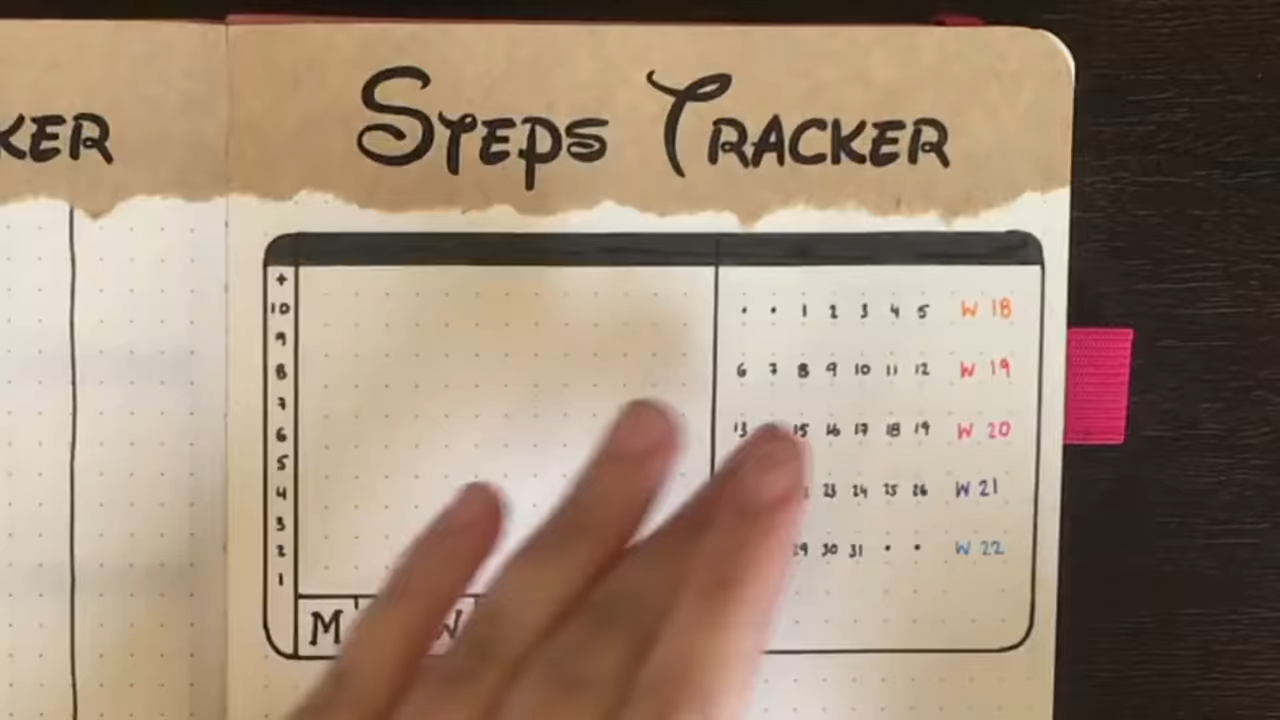 KER
STEPS TRACKER
+
10 • • 1 2 3 4 5 W 18
9
8 6 7 8 9 10 11 12 W 19
7
6 13 15 16 17 18 19 W 20
5
4 23 24 25 26 W 21
3
2 29 30 31 • • W 22
1
M W